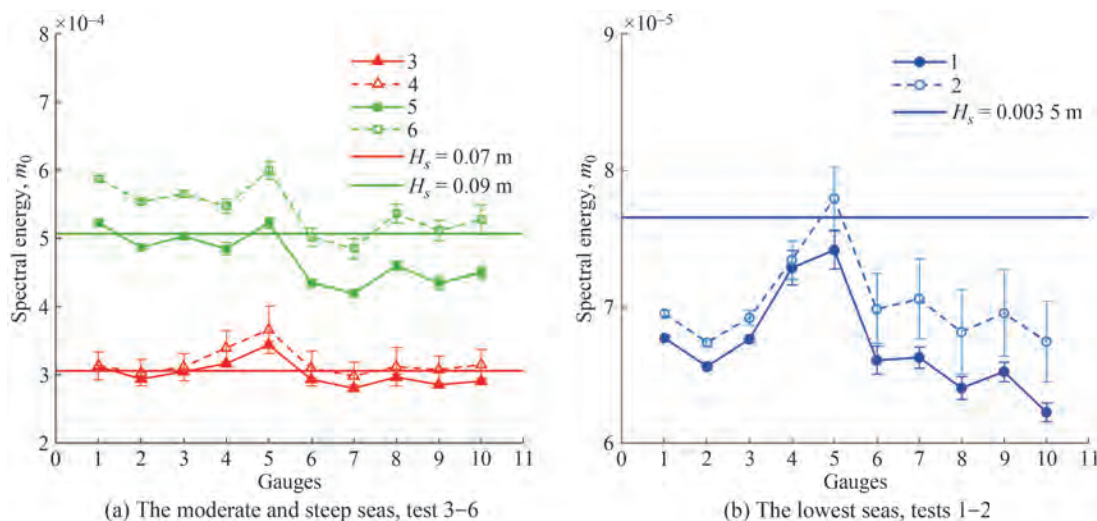 ×10⁻⁴
8
7
6
5
4
3
2
Spectral energy, m₀
0 1 2 3 4 5 6 7 8 9 10 11
Gauges
3
4
5
6
Hₛ = 0.07 m
Hₛ = 0.09 m
(a) The moderate and steep seas, test 3−6
×10⁻⁵
9
8
7
6
Spectral energy, m₀
0 1 2 3 4 5 6 7 8 9 10 11
Gauges
1
2
Hₛ = 0.003 5 m
(b) The lowest seas, tests 1−2